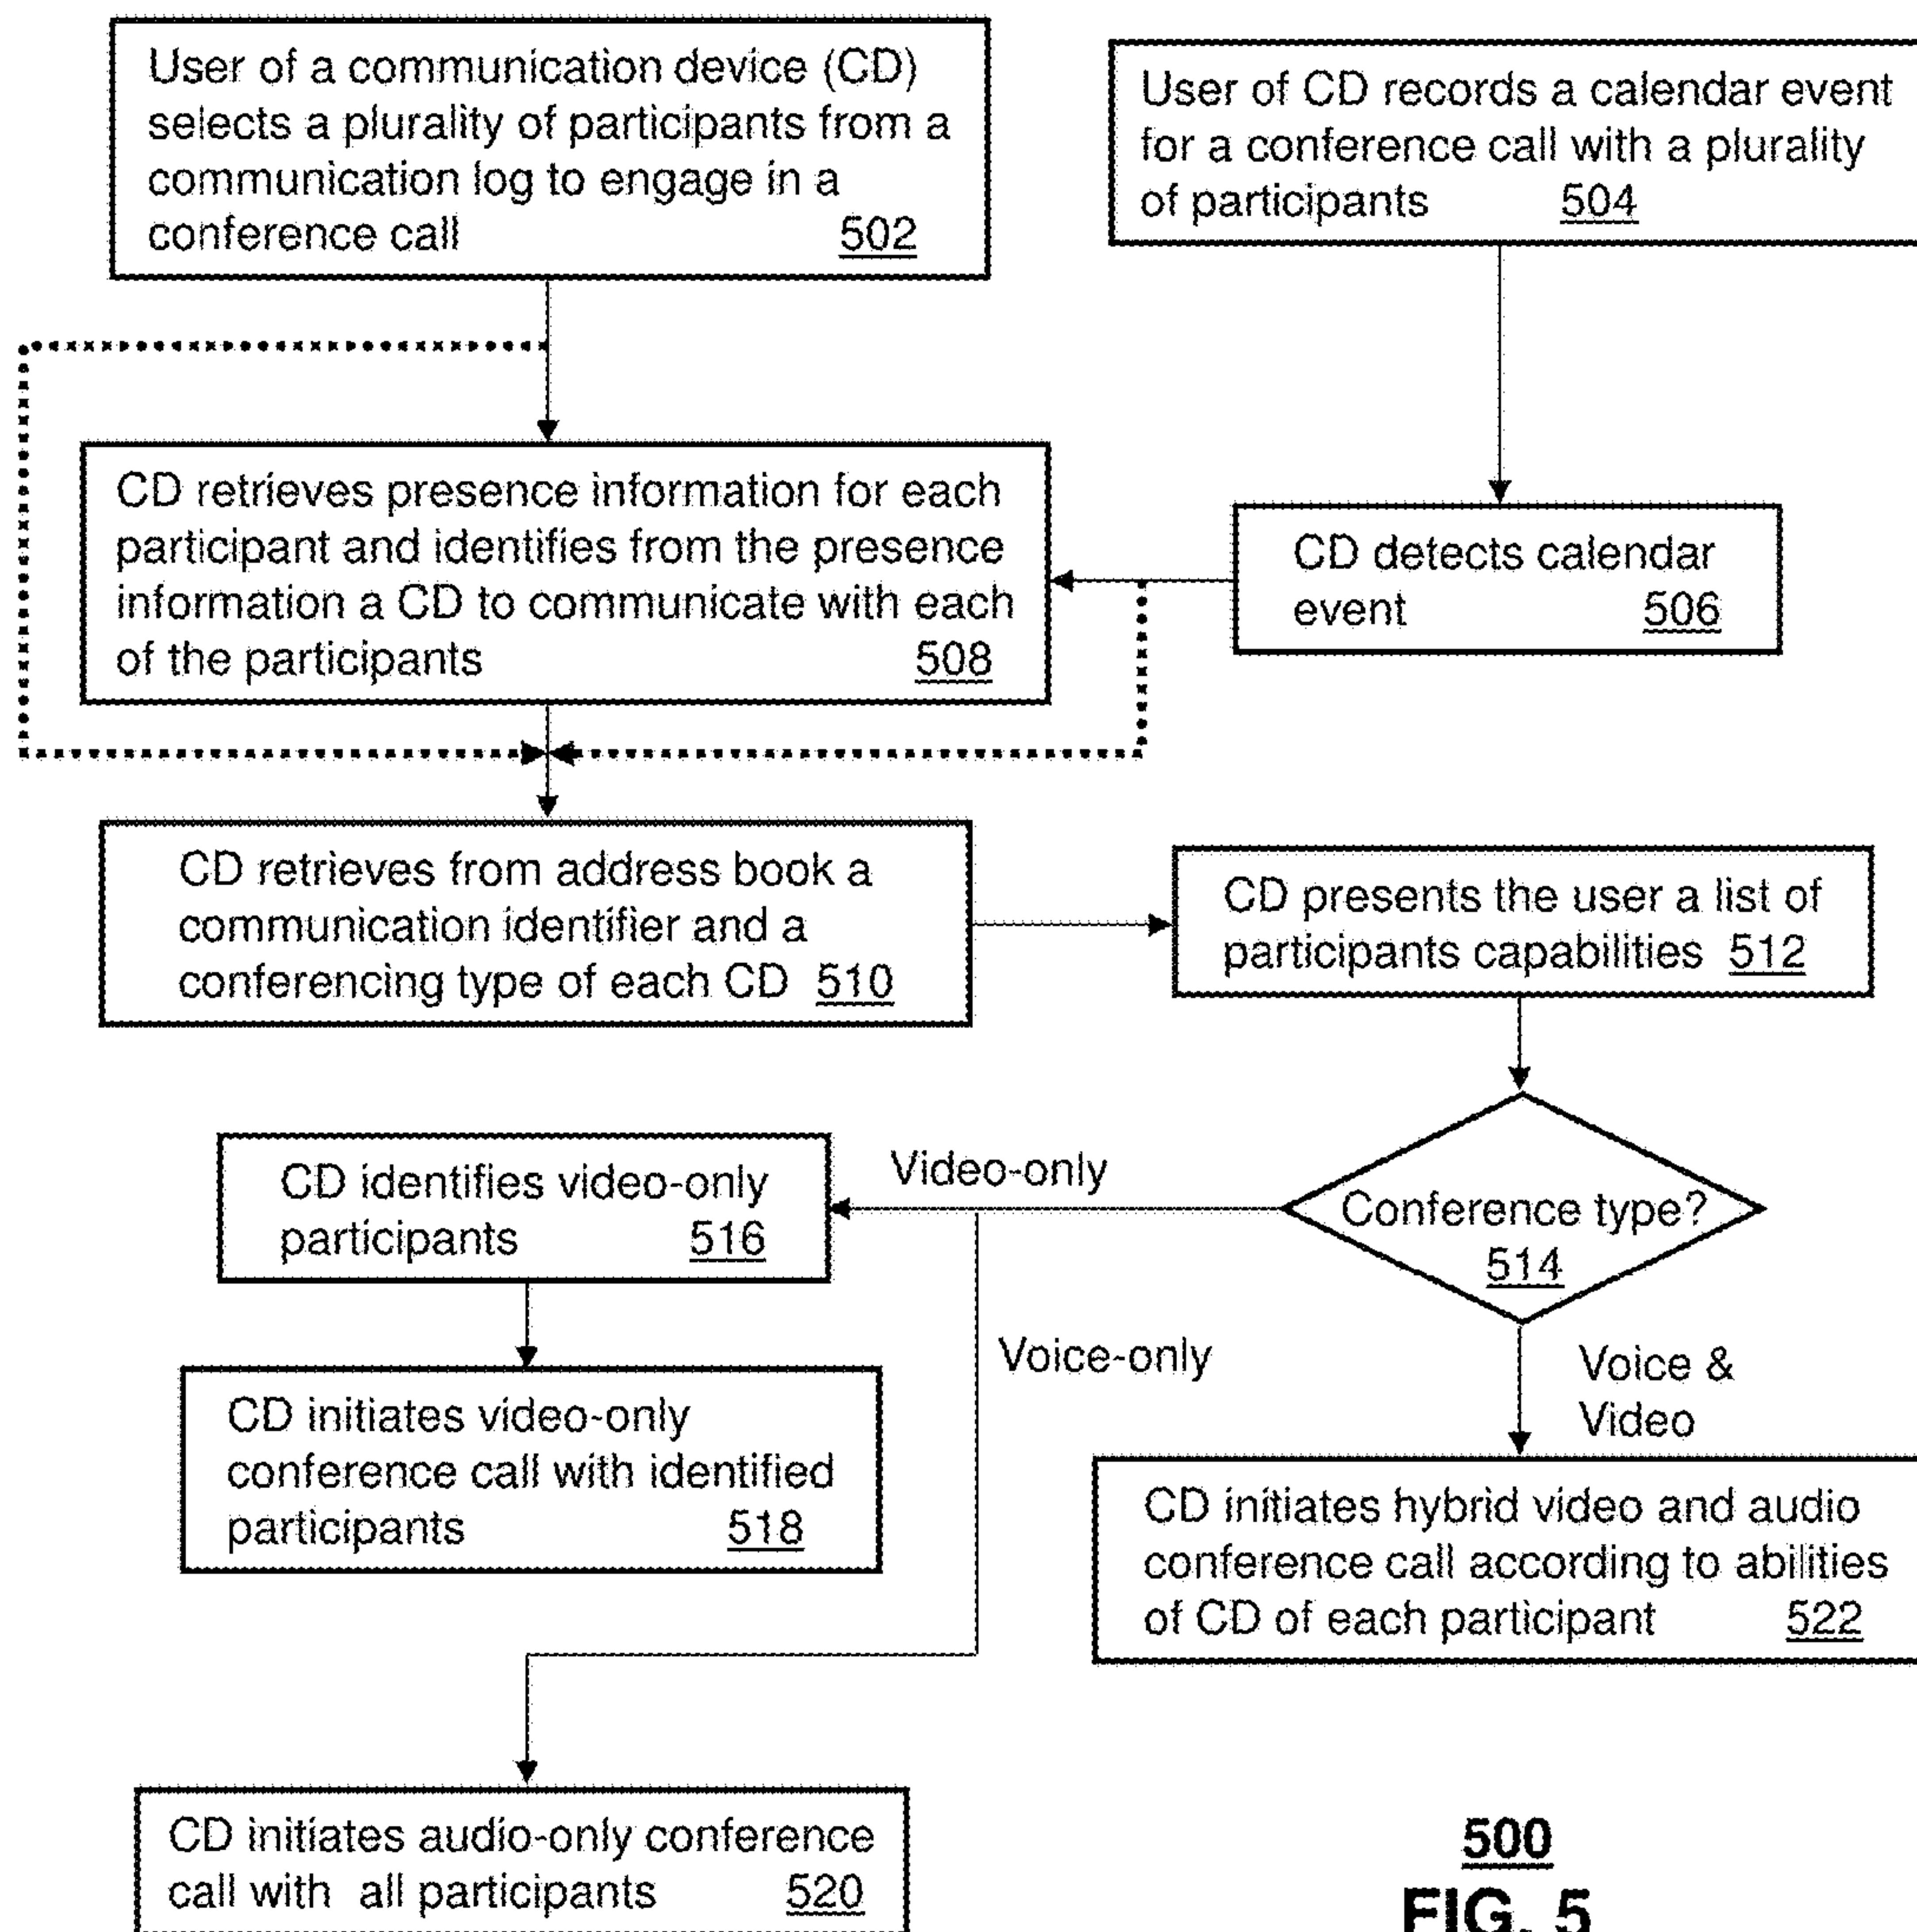 User of a communication device (CD)
selects a plurality of participants from a
communication log to engage in a
conference call 502
User of CD records a calendar event
for a conference call with a plurality
of participants 504
CD retrieves presence information for each
participant and identifies from the presence
information a CD to communicate with each
of the participants 508
CD detects calendar
event 506
CD retrieves from address book a
communication identifier and a
conferencing type of each CD 510
CD presents the user a list of
participants capabilities 512
Conference type?
514
Video-only
CD identifies video-only
participants 516
CD initiates video-only
conference call with identified
participants 518
Voice-only
Voice &
Video
CD initiates hybrid video and audio
conference call according to abilities
of CD of each participant 522
CD initiates audio-only conference
call with all participants 520
500
FIG. 5